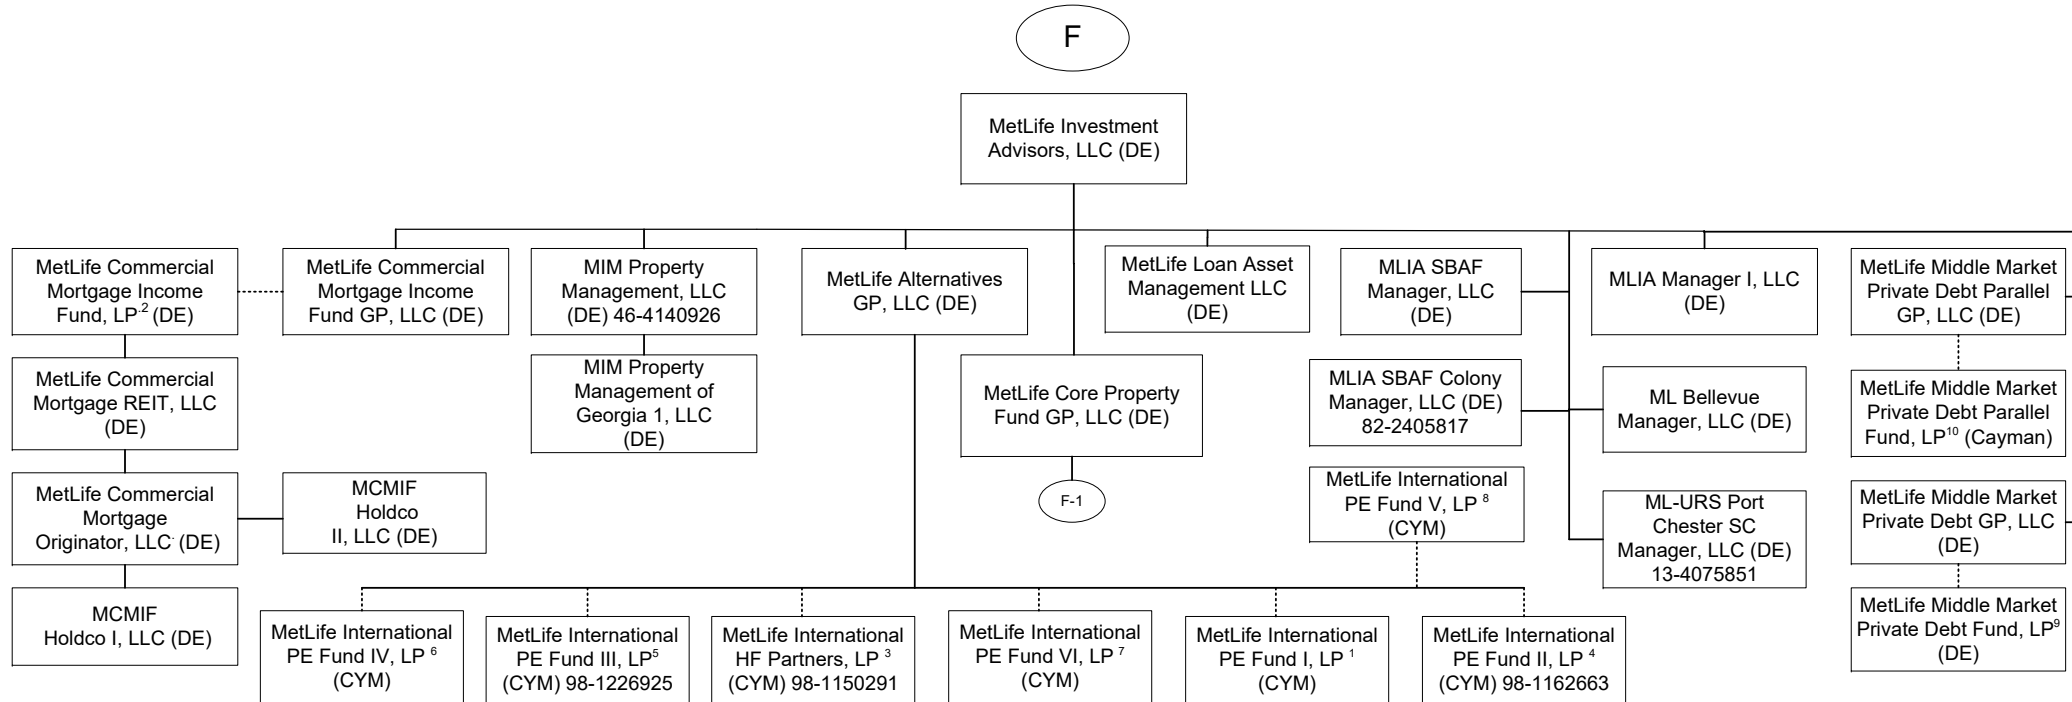 F
MetLife Investment
Advisors, LLC (DE)
MetLife Commercial
Mortgage Income
Fund, LP.2 (DE)
MetLife Commercial
Mortgage Income
Fund GP, LLC (DE)
MIM Property
Management, LLC
(DE) 46-4140926
MetLife Alternatives
GP, LLC (DE)
MetLife Loan Asset
Management LLC
(DE)
MLIA SBAF
Manager, LLC
(DE)
MLIA Manager I, LLC
(DE)
MetLife Middle Market
Private Debt Parallel
GP, LLC (DE)
MetLife Commercial
Mortgage REIT, LLC
(DE)
MIM Property
Management of
Georgia 1, LLC
(DE)
MetLife Core Property
Fund GP, LLC (DE)
MLIA SBAF Colony
Manager, LLC (DE)
82-2405817
ML Bellevue
Manager, LLC (DE)
MetLife Middle Market
Private Debt Parallel
Fund, LP10 (Cayman)
MetLife Commercial
Mortgage
Originator, LLC. (DE)
MCMIF
Holdco
II, LLC (DE)
F-1
MetLife International
PE Fund V, LP 8
(CYM)
ML-URS Port
Chester SC
Manager, LLC (DE)
13-4075851
MetLife Middle Market
Private Debt GP, LLC
(DE)
MCMIF
Holdco I, LLC (DE)
MetLife International
PE Fund IV, LP 6
(CYM)
MetLife International
PE Fund III, LP5
(CYM) 98-1226925
MetLife International
HF Partners, LP 3
(CYM) 98-1150291
MetLife International
PE Fund VI, LP 7
(CYM)
MetLife International
PE Fund I, LP 1
(CYM)
MetLife International
PE Fund II, LP 4
(CYM) 98-1162663
MetLife Middle Market
Private Debt Fund, LP9
(DE)